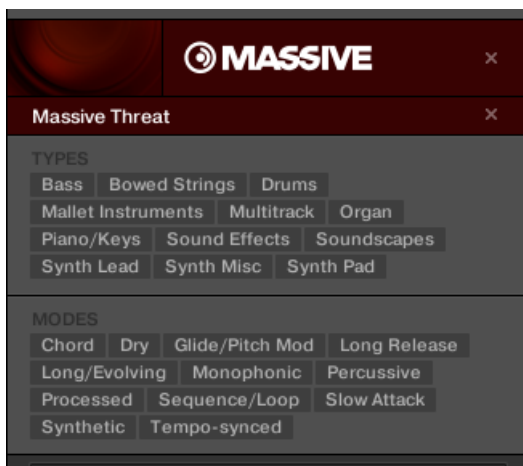 MASSIVE
Massive Threat
TYPES
Bass Bowed Strings Drums
Mallet Instruments Multitrack Organ
Piano/Keys Sound Effects Soundscapes
Synth Lead Synth Misc Synth Pad
MODES
Chord Dry Glide/Pitch Mod Long Release
Long/Evolving Monophonic Percussive
Processed Sequence/Loop Slow Attack
Synthetic Tempo-synced